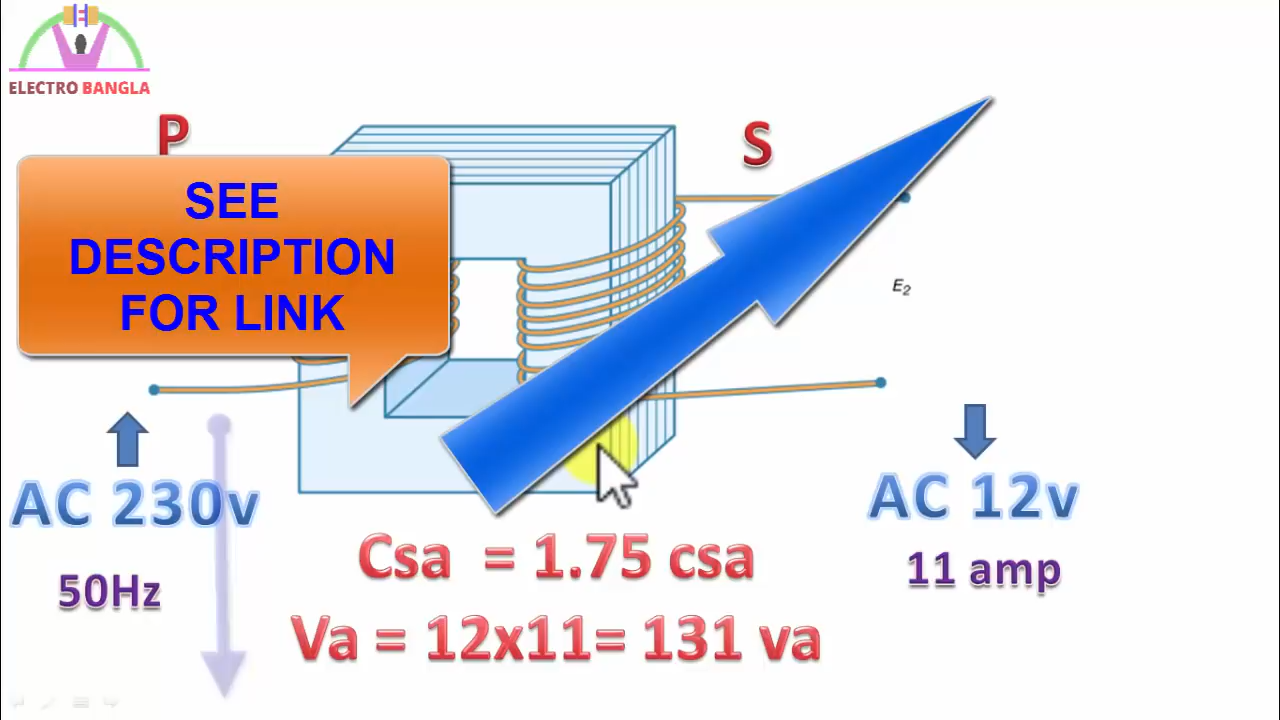 ELECTRO BANGLA
P
S
SEE
DESCRIPTION
FOR LINK
E2
AC 230v
AC 12v
50Hz
11 amp
Csa = 1.75 csa
Va = 12x11= 131 va